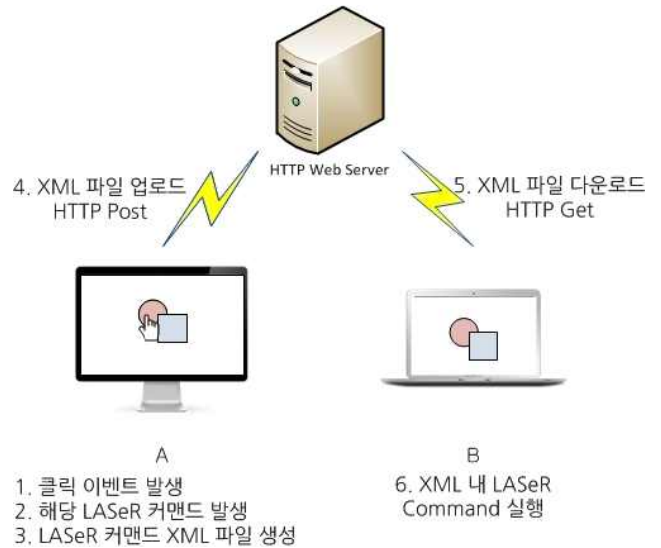 HTTP Web Server
4. XML 파일 업로드
HTTP Post
5. XML 파일 다운로드
HTTP Get
A
1. 클릭 이벤트 발생
2. 해당 LASeR 커맨드 발생
3. LASeR 커맨드 XML 파일 생성
B
6. XML 내 LASeR
Command 실행